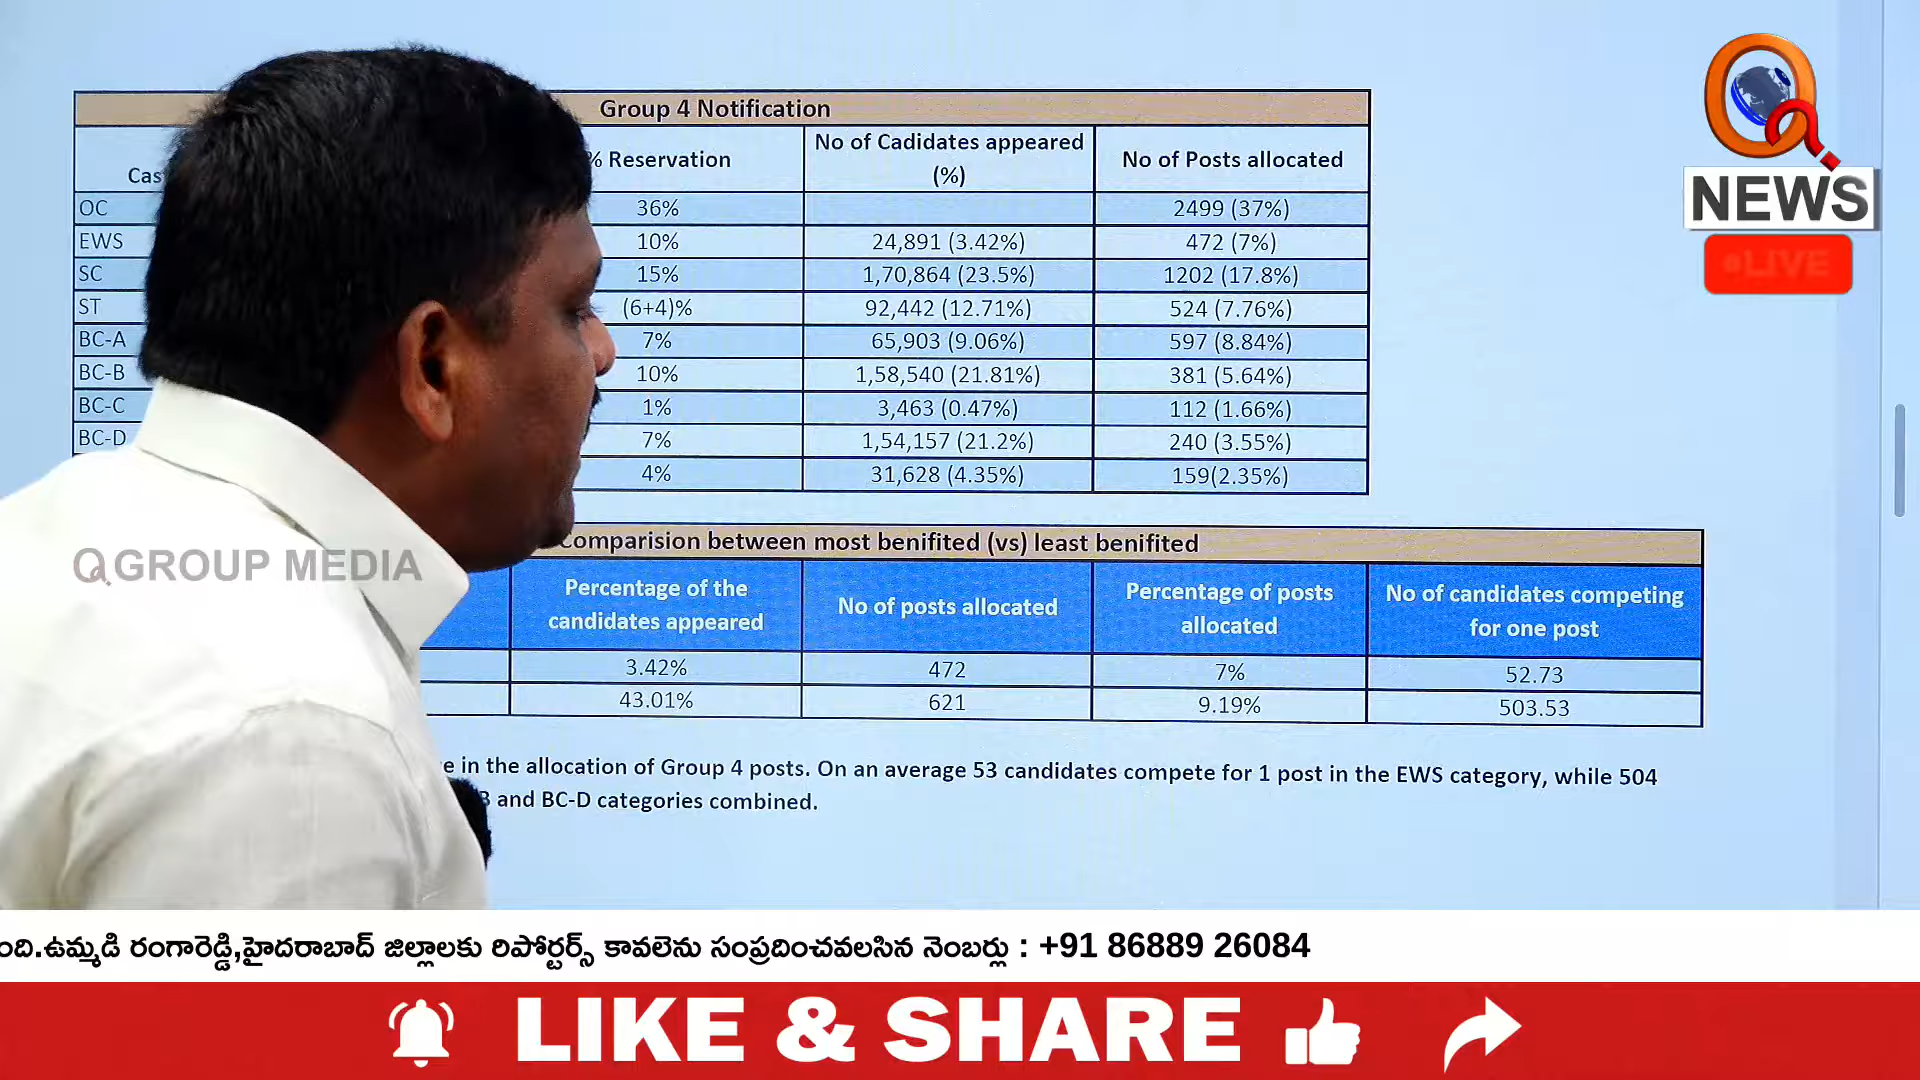 Group 4 Notification
% Reservation No of Cadidates appeared (%) No of Posts allocated
OC 36% 2499 (37%)
EWS 10% 24,891 (3.42%) 472 (7%)
SC 15% 1,70,864 (23.5%) 1202 (17.8%)
ST (6+4)% 92,442 (12.71%) 524 (7.76%)
BC-A 7% 65,903 (9.06%) 597 (8.84%)
BC-B 10% 1,58,540 (21.81%) 381 (5.64%)
BC-C 1% 3,463 (0.47%) 112 (1.66%)
BC-D 7% 1,54,157 (21.2%) 240 (3.55%)
4% 31,628 (4.35%) 159(2.35%)
Comparision between most benifited (vs) least benifited
Percentage of the candidates appeared No of posts allocated Percentage of posts allocated No of candidates competing for one post
3.42% 472 7% 52.73
43.01% 621 9.19% 503.53
in the allocation of Group 4 posts. On an average 53 candidates compete for 1 post in the EWS category, while 504
and BC-D categories combined.
Q GROUP MEDIA
Q
NEWS
LIVE
ఉమ్మడి రంగారెడ్డి,హైదరాబాద్ జిల్లాలకు రిపోర్టర్స్ కావలెను సంప్రదించవలసిన నెంబర్లు : +91 86889 26084
LIKE & SHARE